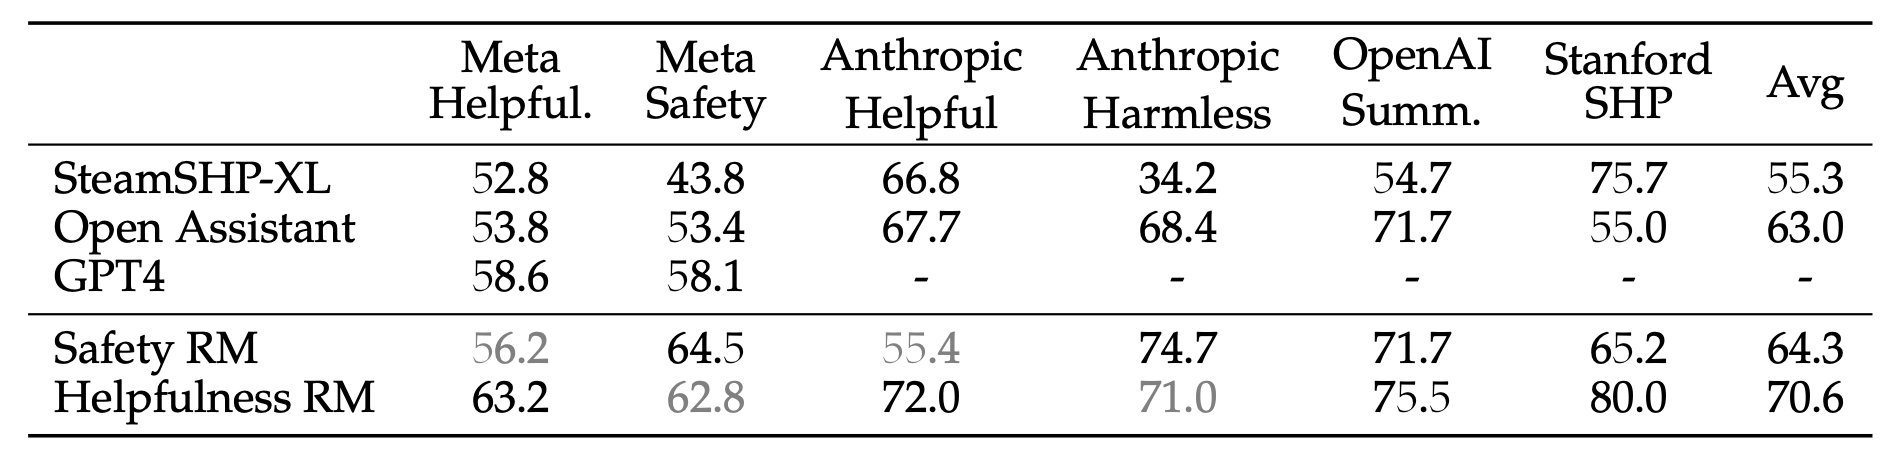 Meta Helpful. Meta Safety Anthropic Helpful Anthropic Harmless OpenAI Summ. Stanford SHP Avg
SteamSHP-XL 52.8 43.8 66.8 34.2 54.7 75.7 55.3
Open Assistant 53.8 53.4 67.7 68.4 71.7 55.0 63.0
GPT4 58.6 58.1 - - - - -
Safety RM 56.2 64.5 55.4 74.7 71.7 65.2 64.3
Helpfulness RM 63.2 62.8 72.0 71.0 75.5 80.0 70.6